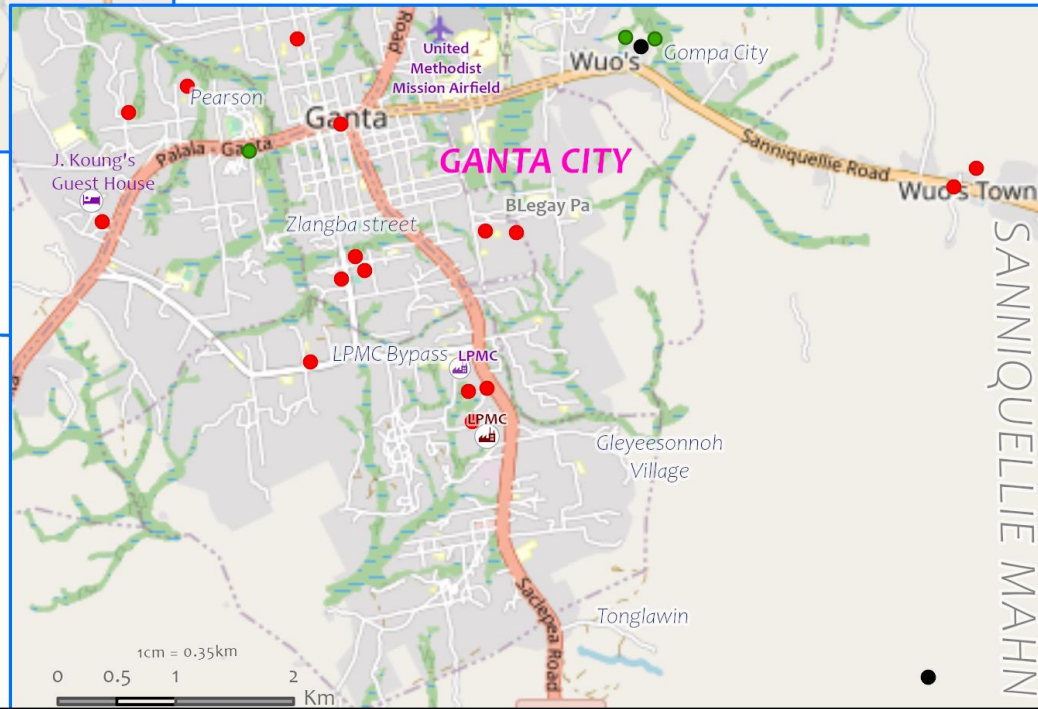 Road
United
Methodist
Mission Airfield
Wuo's
Gompa City
Pearson
Ganta
Palala - Ganta
GANTA CITY
Sanniquellie Road
J. Koung's
Guest House
Wuo's Town
BLegay Pa
Zlangba street
SANNIQUELLIE MAHN
LPMC Bypass
LPMC
LPMC
Gleyeesonnoh
Village
Saclepea Road
Tonglawin
1cm = 0.35km
0 0.5 1 2
Km